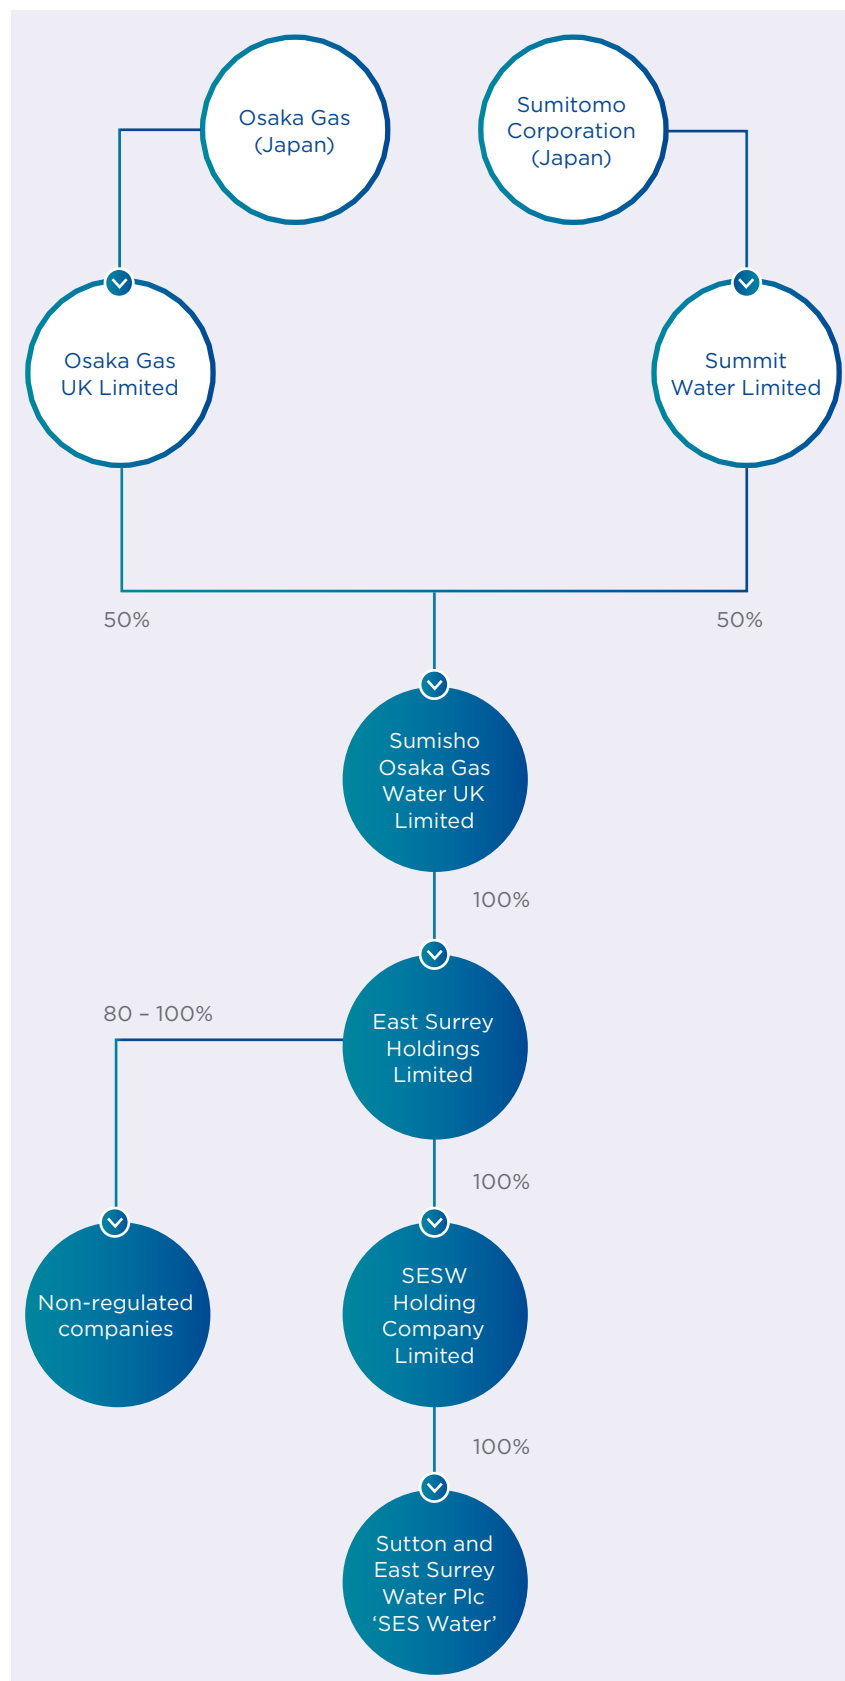 Osaka Gas
(Japan)
Sumitomo
Corporation
(Japan)
Osaka Gas
UK Limited
Summit
Water Limited
50%
50%
Sumisho
Osaka Gas
Water UK
Limited
100%
80 – 100%
East Surrey
Holdings
Limited
100%
Non-regulated
companies
SESW
Holding
Company
Limited
100%
Sutton and
East Surrey
Water Plc
‘SES Water’